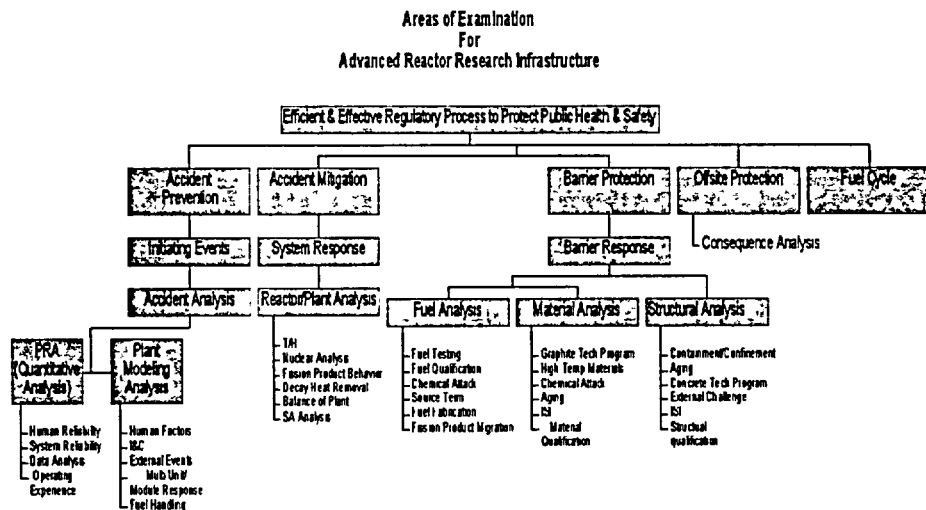 Areas of Examination
For
Advanced Reactor Research Infrastructure
Efficient & Effective Regulatory Process to Protect Public Health & Safety
Accident
Prevention
Accident Mitigation
Barrier Protection
Offsite Protection
Fuel Cycle
Initiating Events
System Response
Barrier Response
Consequence Analysis
Accident Analysis
Reactor/Plant Analysis
Fuel Analysis
Material Analysis
Structural Analysis
PRA
(Quantitative
Analysis)
Plant
Modeling
Analysis
T/H
Nuclear Analysis
Fussion Product Behavior
Decay Heat Removal
Balance of Plant
SA Analysis
Fuel Testing
Fuel Qualification
Chemical Attack
Source Term
Fuel Fabrication
Fussion Product Migration
Graphite Tech Program
High Temp Materials
Chemical Attack
Aging
ISI
Material
Qualification
Containment/Confinement
Aging
Concrete Tech Program
External Challenge
ISI
Structural
qualification
Human Reliability
System Reliability
Data Analysis
Operating
Experience
Human Factors
I&C
External Events
Multi Unit/
Module Response
Fuel Handling